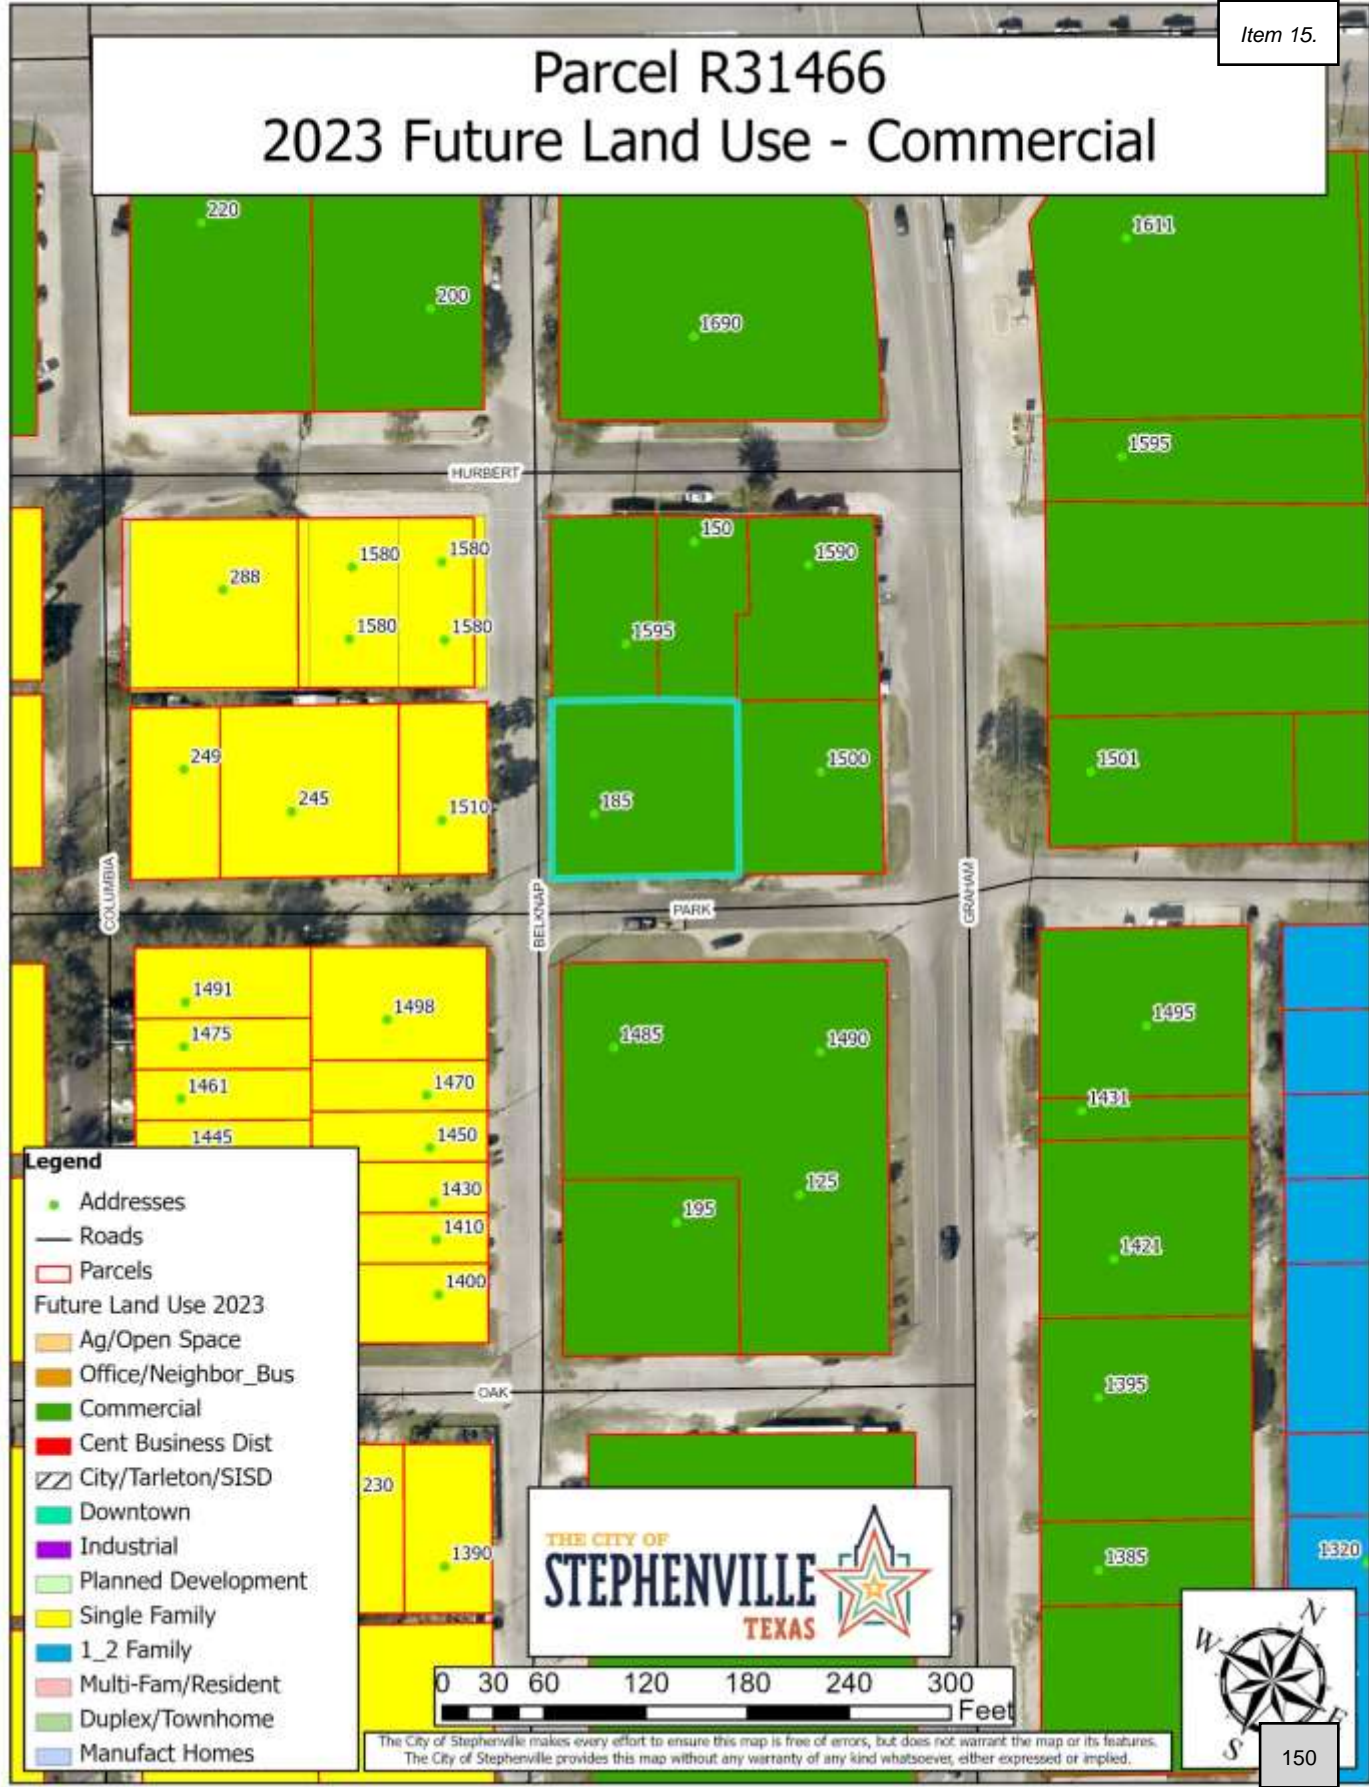 Item 15.
Parcel R31466
2023 Future Land Use - Commercial
220
200
1690
1611
1595
HURBERT
288
1580
1580
1580
1580
150
1590
1595
249
245
1510
185
1500
1501
COLUMBIA
BELKNAP
PARK
GRAHAM
1491
1475
1461
1445
1498
1470
1450
1430
1410
1400
1485
1490
195
125
1495
1431
1421
1395
1385
1320
OAK
230
1390
Legend
Addresses
Roads
Parcels
Future Land Use 2023
Ag/Open Space
Office/Neighbor_Bus
Commercial
Cent Business Dist
City/Tarleton/SISD
Downtown
Industrial
Planned Development
Single Family
1_2 Family
Multi-Fam/Resident
Duplex/Townhome
Manufact Homes
THE CITY OF
STEPHENVILLE
TEXAS
0 30 60 120 180 240 300
Feet
The City of Stephenville makes every effort to ensure this map is free of errors, but does not warrant the map or its features.
The City of Stephenville provides this map without any warranty of any kind whatsoever, either expressed or implied.
N
W
E
S
150